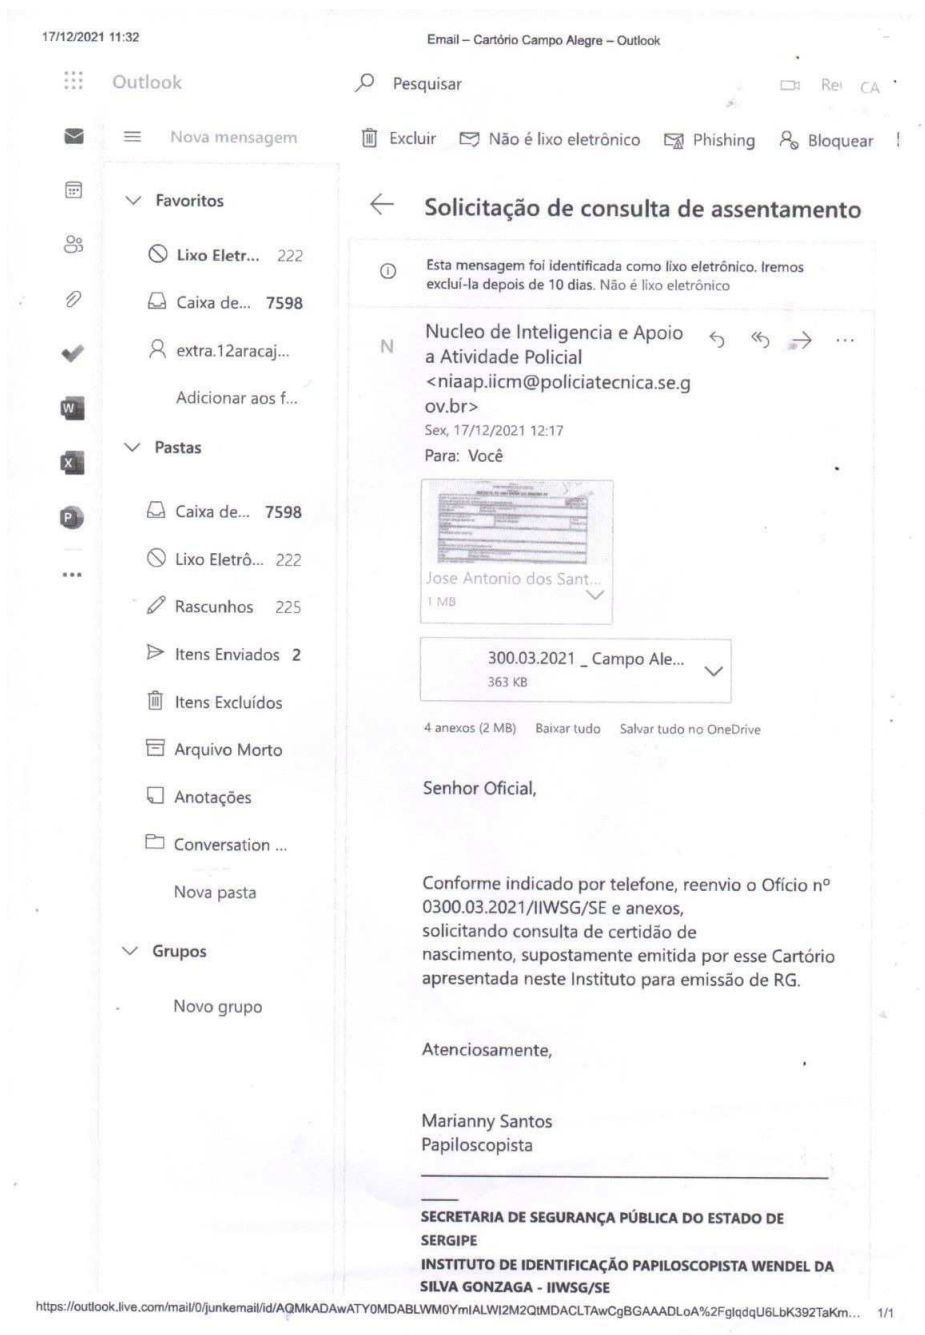 17/12/2021 11:32
Email – Cartório Campo Alegre – Outlook
Outlook
Pesquisar
CA
Nova mensagem
Excluir
Não é lixo eletrônico
Phishing
Bloquear
Favoritos
Lixo Eletr... 222
Caixa de... 7598
extra.12aracaj...
Adicionar aos f...
Pastas
Caixa de... 7598
Lixo Eletrô... 222
Rascunhos 225
Itens Enviados 2
Itens Excluídos
Arquivo Morto
Anotações
Conversation ...
Nova pasta
Grupos
Novo grupo
Solicitação de consulta de assentamento
Esta mensagem foi identificada como lixo eletrônico. Iremos
excluí-la depois de 10 dias. Não é lixo eletrônico
N
Nucleo de Inteligencia e Apoio
a Atividade Policial
<niaap.iicm@policiatecnica.se.g
ov.br>
Sex, 17/12/2021 12:17
Para: Você
Jose Antonio dos Sant...
1 MB
300.03.2021 _ Campo Ale...
363 KB
4 anexos (2 MB) Baixar tudo Salvar tudo no OneDrive
Senhor Oficial,
Conforme indicado por telefone, reenvio o Ofício nº
0300.03.2021/IIWSG/SE e anexos,
solicitando consulta de certidão de
nascimento, supostamente emitida por esse Cartório
apresentada neste Instituto para emissão de RG.
Atenciosamente,
Marianny Santos
Papiloscopista
SECRETARIA DE SEGURANÇA PÚBLICA DO ESTADO DE
SERGIPE
INSTITUTO DE IDENTIFICAÇÃO PAPILOSCOPISTA WENDEL DA
SILVA GONZAGA - IIWSG/SE
1/1